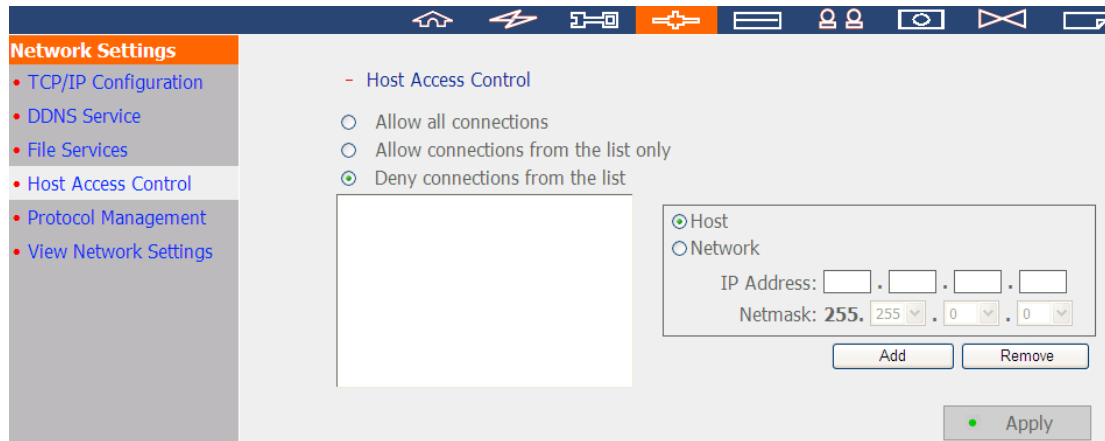 Network Settings
• TCP/IP Configuration
• DDNS Service
• File Services
• Host Access Control
• Protocol Management
• View Network Settings
– Host Access Control
Allow all connections
Allow connections from the list only
Deny connections from the list
Host
Network
IP Address: . . .
Netmask: 255. 255 . 0 . 0
Add Remove
Apply